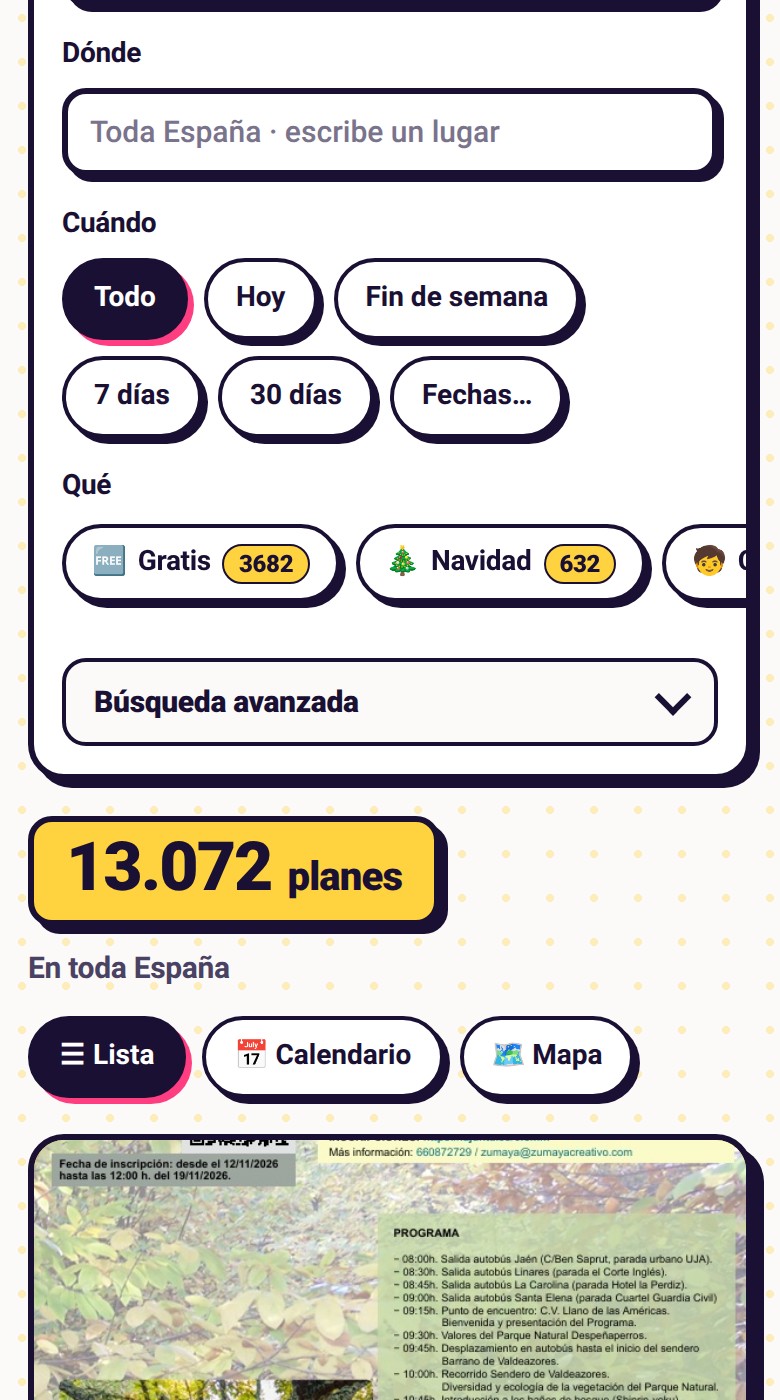 Dónde
Toda España · escribe un lugar
Cuándo
Todo
Hoy
Fin de semana
7 días
30 días
Fechas...
Qué
FREE Gratis 3682
Navidad 632
Búsqueda avanzada
13.072 planes
En toda España
☰ Lista
July 17 Calendario
Mapa
Más información: 660872729 / zumaya@zumayacreativo.com
Fecha de inscripción: desde el 12/11/2026
hasta las 12:00 h. del 19/11/2026.
PROGRAMA
– 08:00h. Salida autobús Jaén (C/Ben Saprut, parada urbano UJA).
– 08:30h. Salida autobús Linares (parada el Corte Inglés).
– 08:45h. Salida autobús La Carolina (parada Hotel la Perdiz).
– 09:00h. Salida autobús Santa Elena (parada Cuartel Guardia Civil)
– 09:15h. Punto de encuentro: C.V. Llano de las Américas.
Bienvenida y presentación del Programa.
– 09:30h. Valores del Parque Natural Despeñaperros.
– 09:45h. Desplazamiento en autobús hasta el inicio del sendero
Barranco de Valdeazores.
– 10:00h. Recorrido Sendero de Valdeazores.
Diversidad y ecología de la vegetación del Parque Natural.